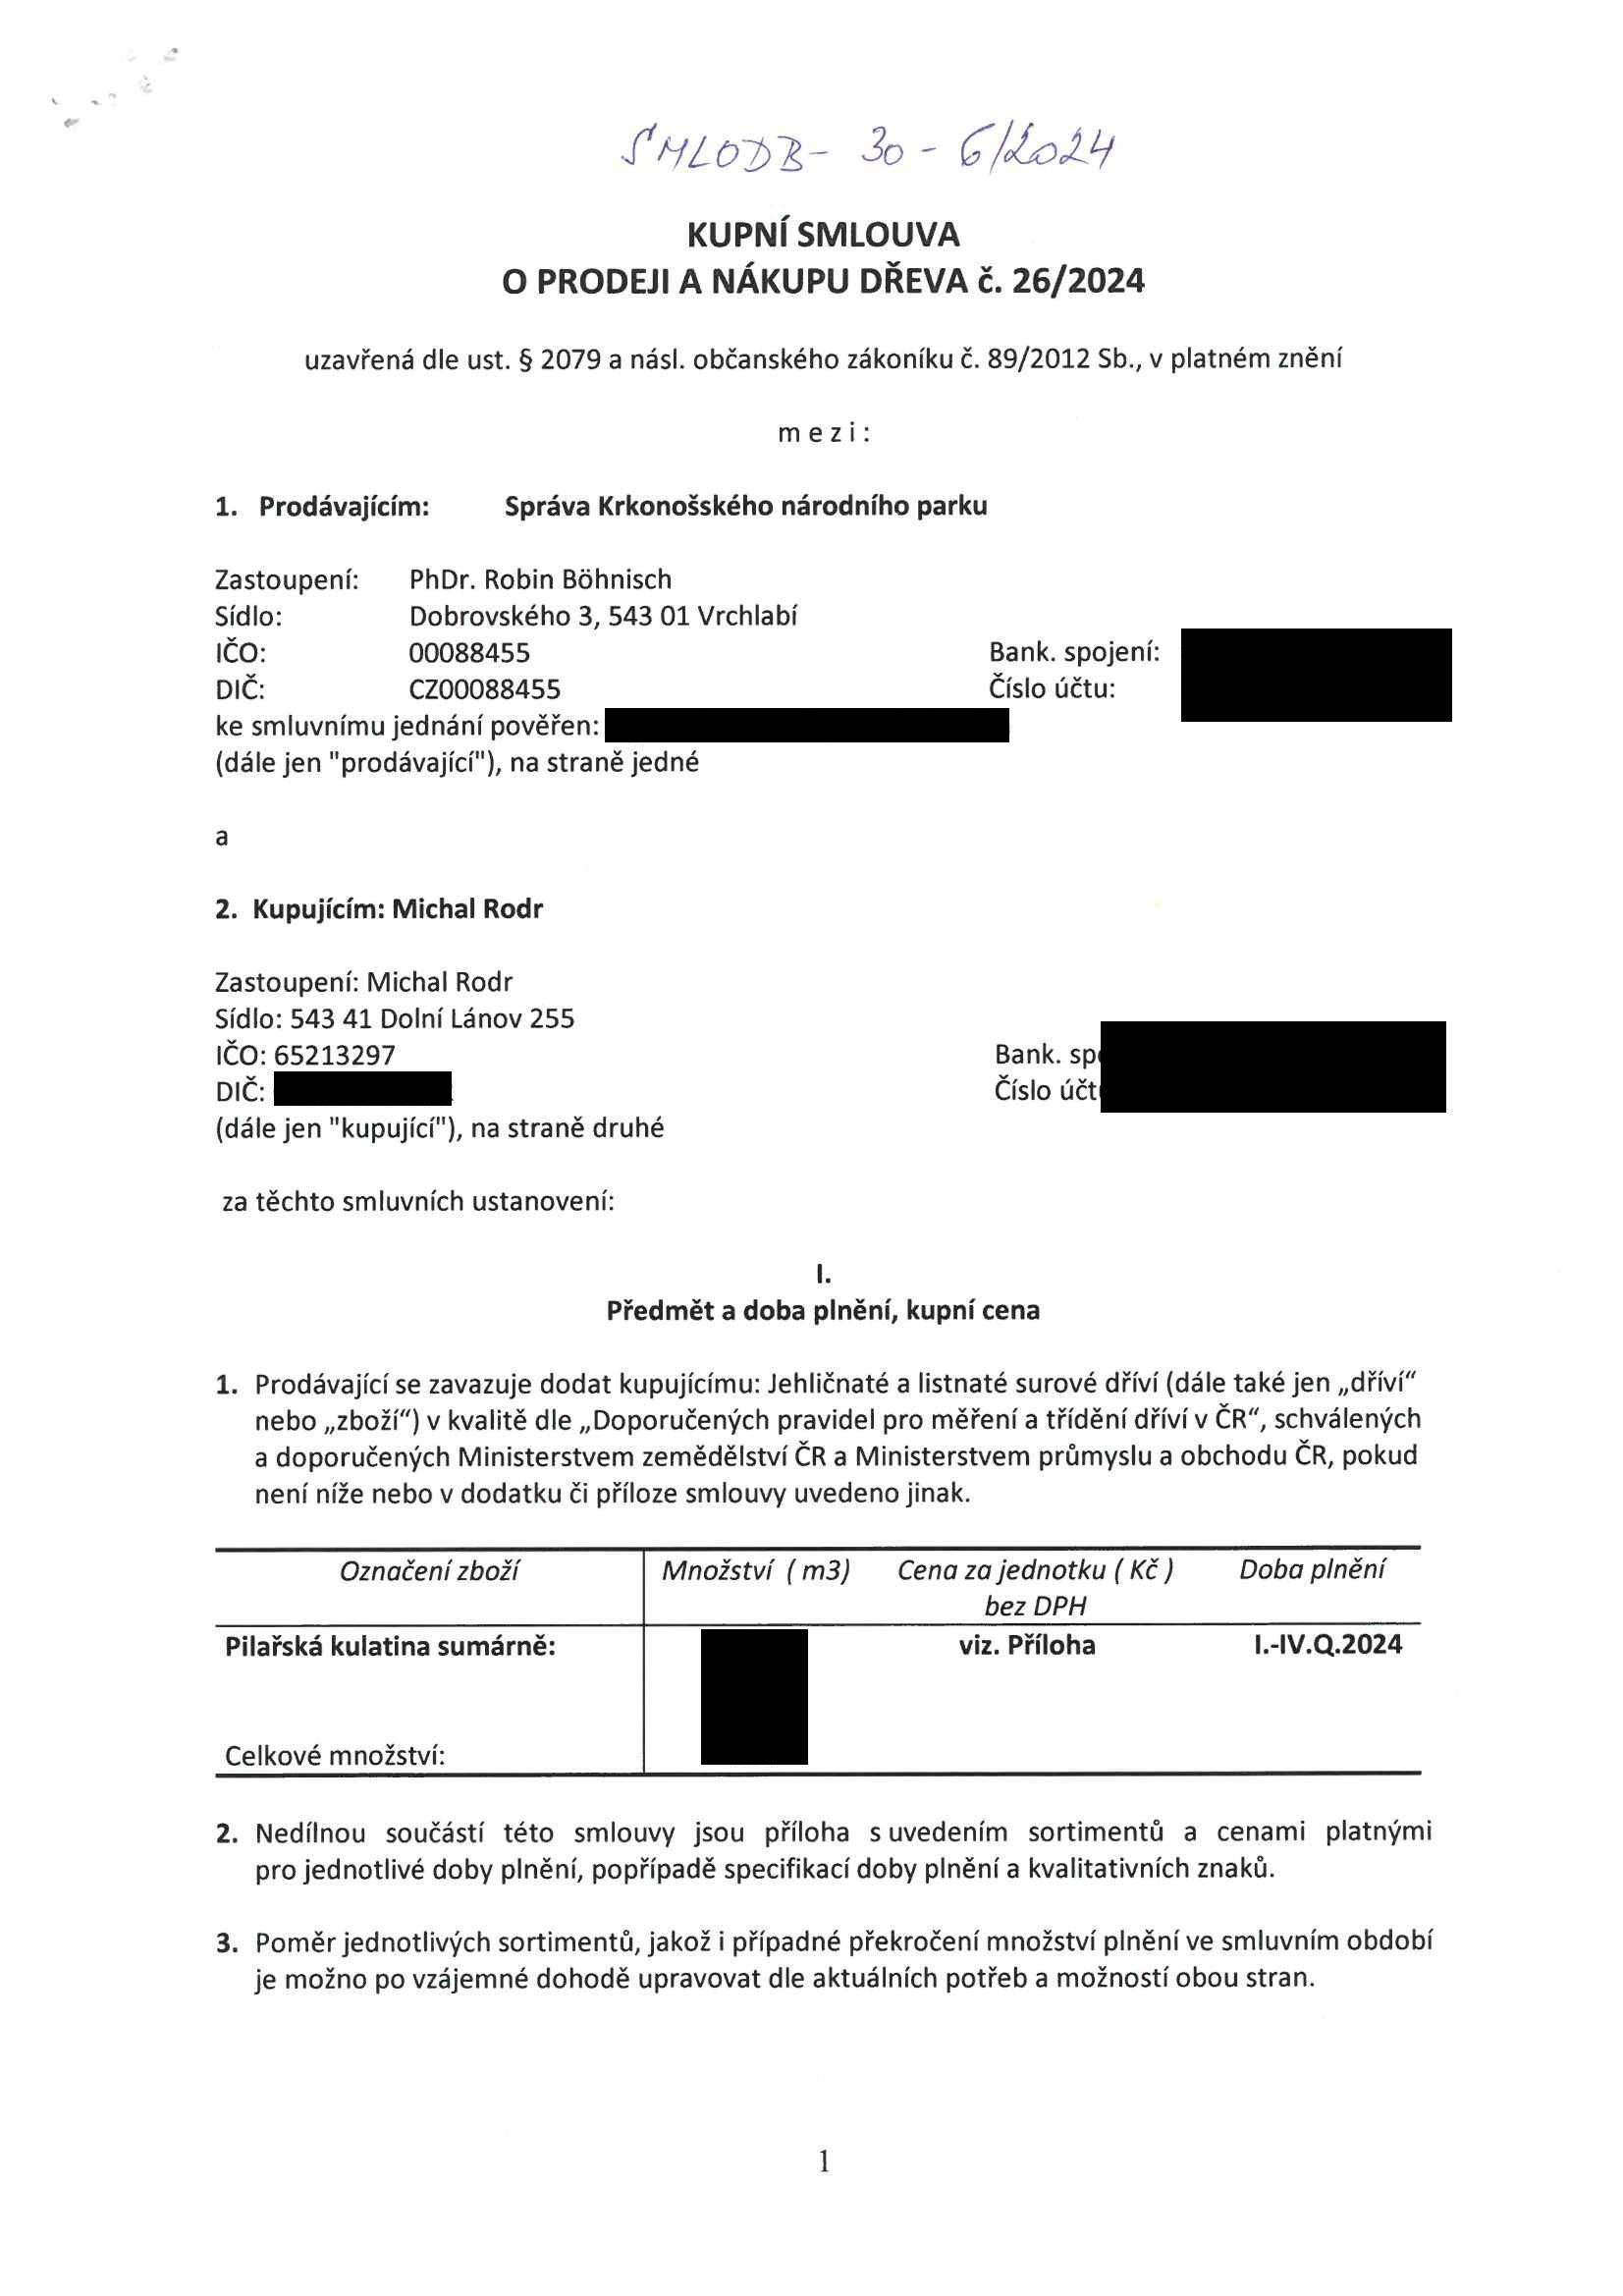 SMLODB- 30 - 6/2024
KUPNÍ SMLOUVA
O PRODEJI A NÁKUPU DŘEVA č. 26/2024
uzavřená dle ust. § 2079 a násl. občanského zákoníku č. 89/2012 Sb., v platném znění
m e z i :
1. Prodávajícím: Správa Krkonošského národního parku
Zastoupení: PhDr. Robin Böhnisch
Sídlo: Dobrovského 3, 543 01 Vrchlabí
IČO: 00088455 Bank. spojení:
DIČ: CZ00088455 Číslo účtu:
ke smluvnímu jednání pověřen:
(dále jen "prodávající"), na straně jedné
a
2. Kupujícím: Michal Rodr
Zastoupení: Michal Rodr
Sídlo: 543 41 Dolní Lánov 255
IČO: 65213297 Bank.
DIČ: Číslo
(dále jen "kupující"), na straně druhé
za těchto smluvních ustanovení:
I.
Předmět a doba plnění, kupní cena
1. Prodávající se zavazuje dodat kupujícímu: Jehličnaté a listnaté surové dříví (dále také jen „dříví“
nebo „zboží“) v kvalitě dle „Doporučených pravidel pro měření a třídění dříví v ČR“, schválených
a doporučených Ministerstvem zemědělství ČR a Ministerstvem průmyslu a obchodu ČR, pokud
není níže nebo v dodatku či příloze smlouvy uvedeno jinak.
Označení zboží Množství ( m3) Cena za jednotku ( Kč ) Doba plnění
bez DPH
Pilařská kulatina sumárně: viz. Příloha I.-IV.Q.2024
Celkové množství:
2. Nedílnou součástí této smlouvy jsou příloha s uvedením sortimentů a cenami platnými
pro jednotlivé doby plnění, popřípadě specifikací doby plnění a kvalitativních znaků.
3. Poměr jednotlivých sortimentů, jakož i případné překročení množství plnění ve smluvním období
je možno po vzájemné dohodě upravovat dle aktuálních potřeb a možností obou stran.
1